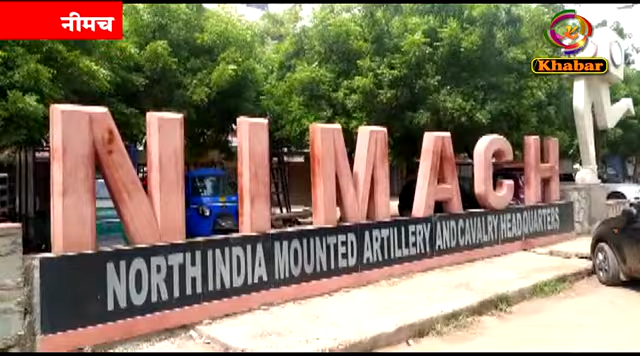 नीमच
Khabar
NIMACH
NORTH INDIA MOUNTED ARTILLERY AND CAVALRY HEADQUARTERS